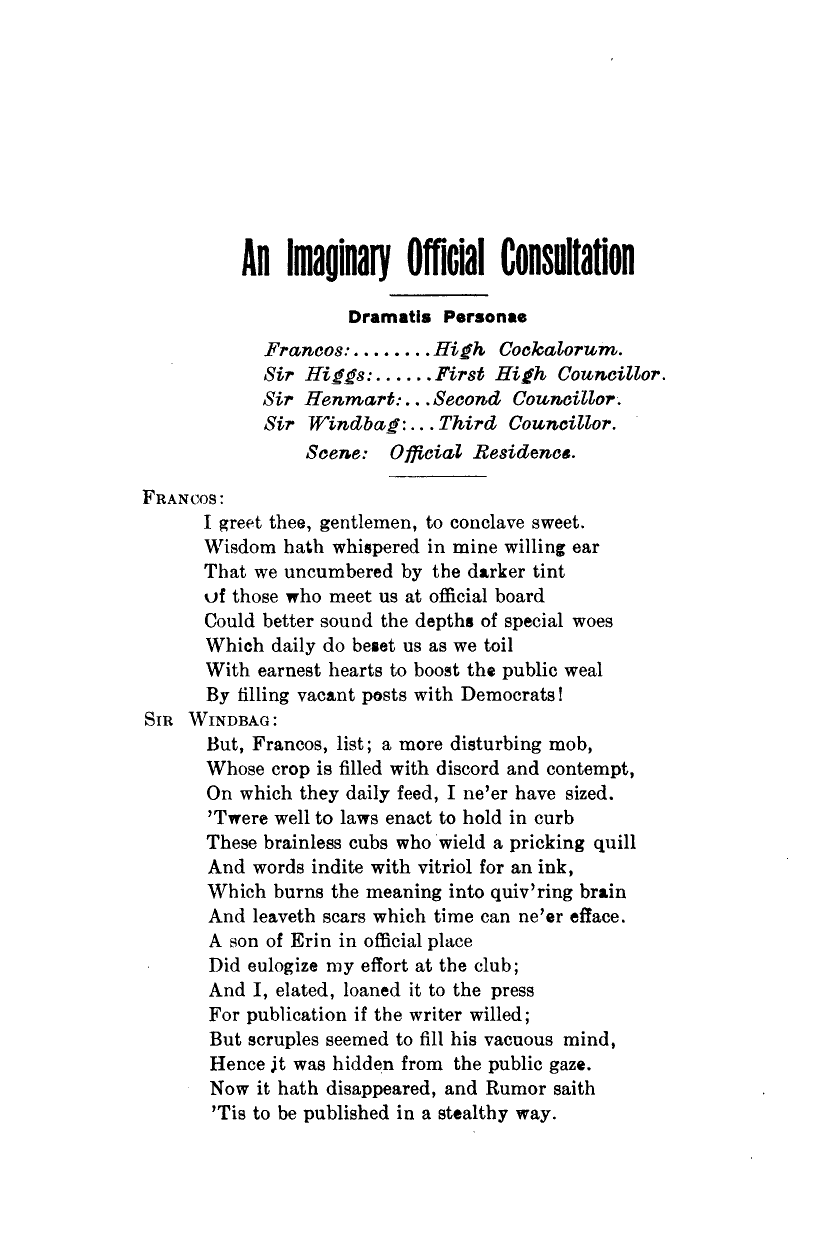 An Imaginary Official Consultation
Dramatis Personae
Francos:........High Cockalorum.
Sir Higgs:......First High Councillor.
Sir Henmart:...Second Councillor.
Sir Windbag:...Third Councillor.
Scene: Official Residence.
FRANCOS:
I greet thee, gentlemen, to conclave sweet.
Wisdom hath whispered in mine willing ear
That we uncumbered by the darker tint
Of those who meet us at official board
Could better sound the depths of special woes
Which daily do beset us as we toil
With earnest hearts to boost the public weal
By filling vacant posts with Democrats!
SIR WINDBAG:
But, Francos, list; a more disturbing mob,
Whose crop is filled with discord and contempt,
On which they daily feed, I ne'er have sized.
'Twere well to laws enact to hold in curb
These brainless cubs who wield a pricking quill
And words indite with vitriol for an ink,
Which burns the meaning into quiv'ring brain
And leaveth scars which time can ne'er efface.
A son of Erin in official place
Did eulogize my effort at the club;
And I, elated, loaned it to the press
For publication if the writer willed;
But scruples seemed to fill his vacuous mind,
Hence it was hidden from the public gaze.
Now it hath disappeared, and Rumor saith
'Tis to be published in a stealthy way.